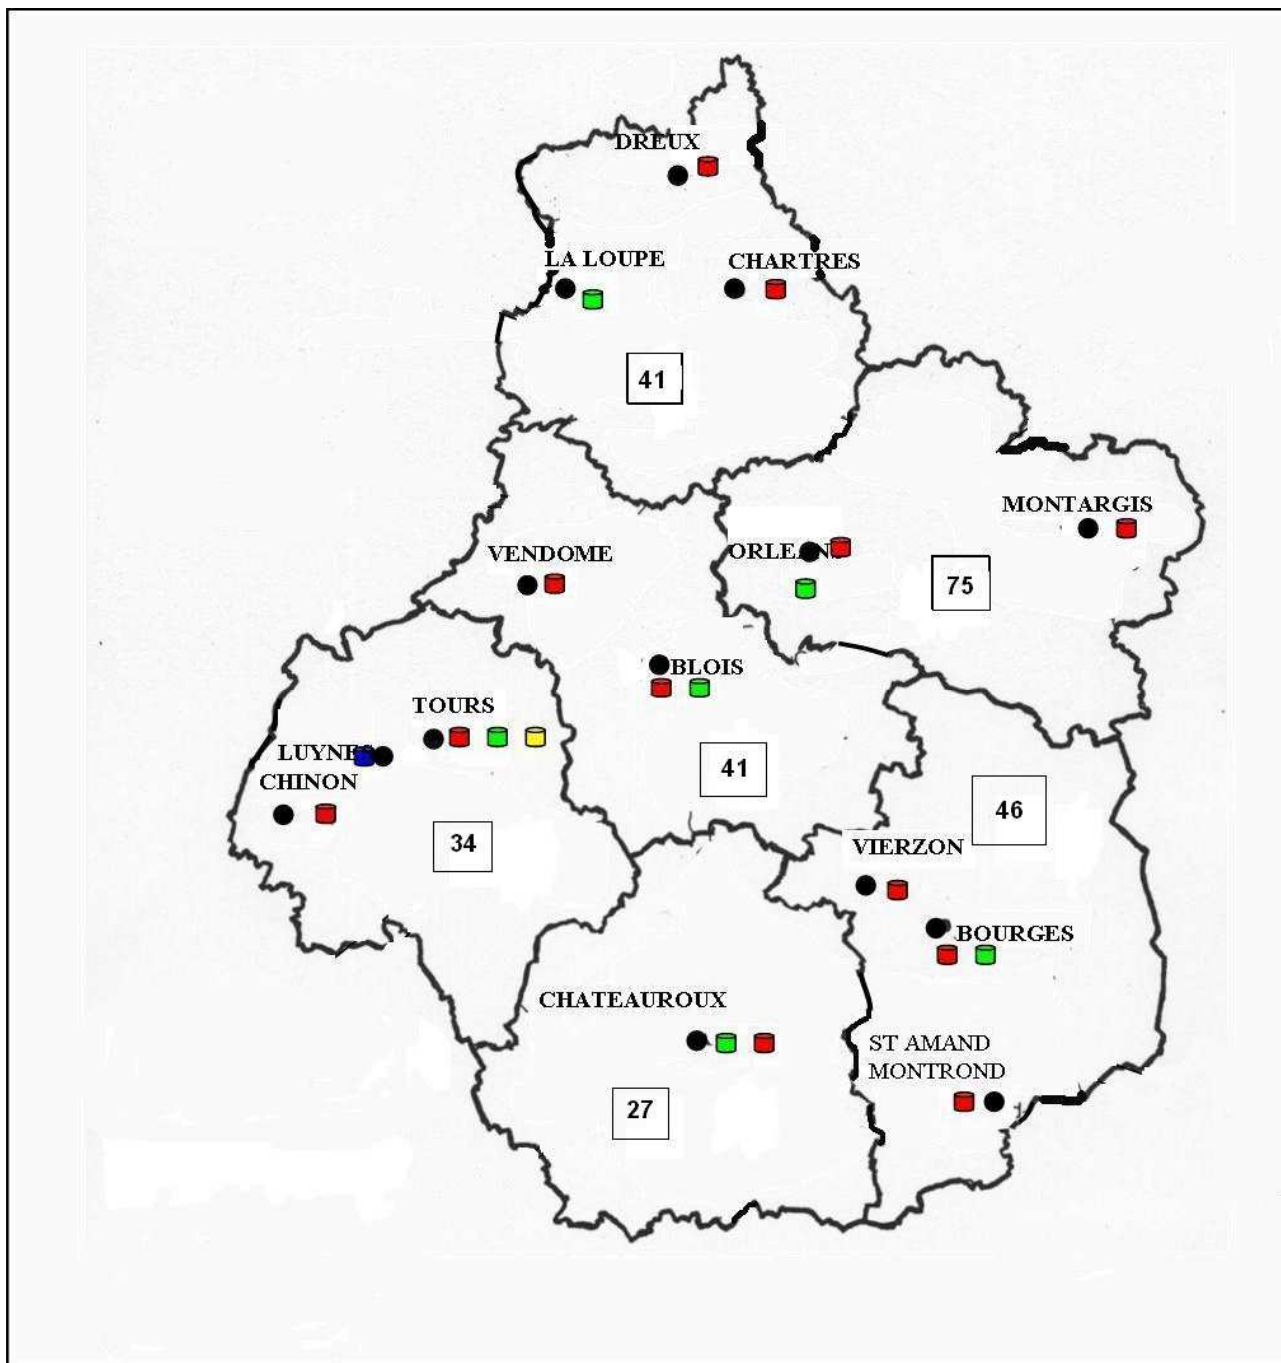 DREUX
LA LOUPE
CHARTRES
41
MONTARGIS
VENDOME
ORLEANS
75
BLOIS
TOURS
LUYNES
CHINON
41
46
34
VIERZON
BOURGES
CHATEAUROUX
ST AMAND
MONTROND
27